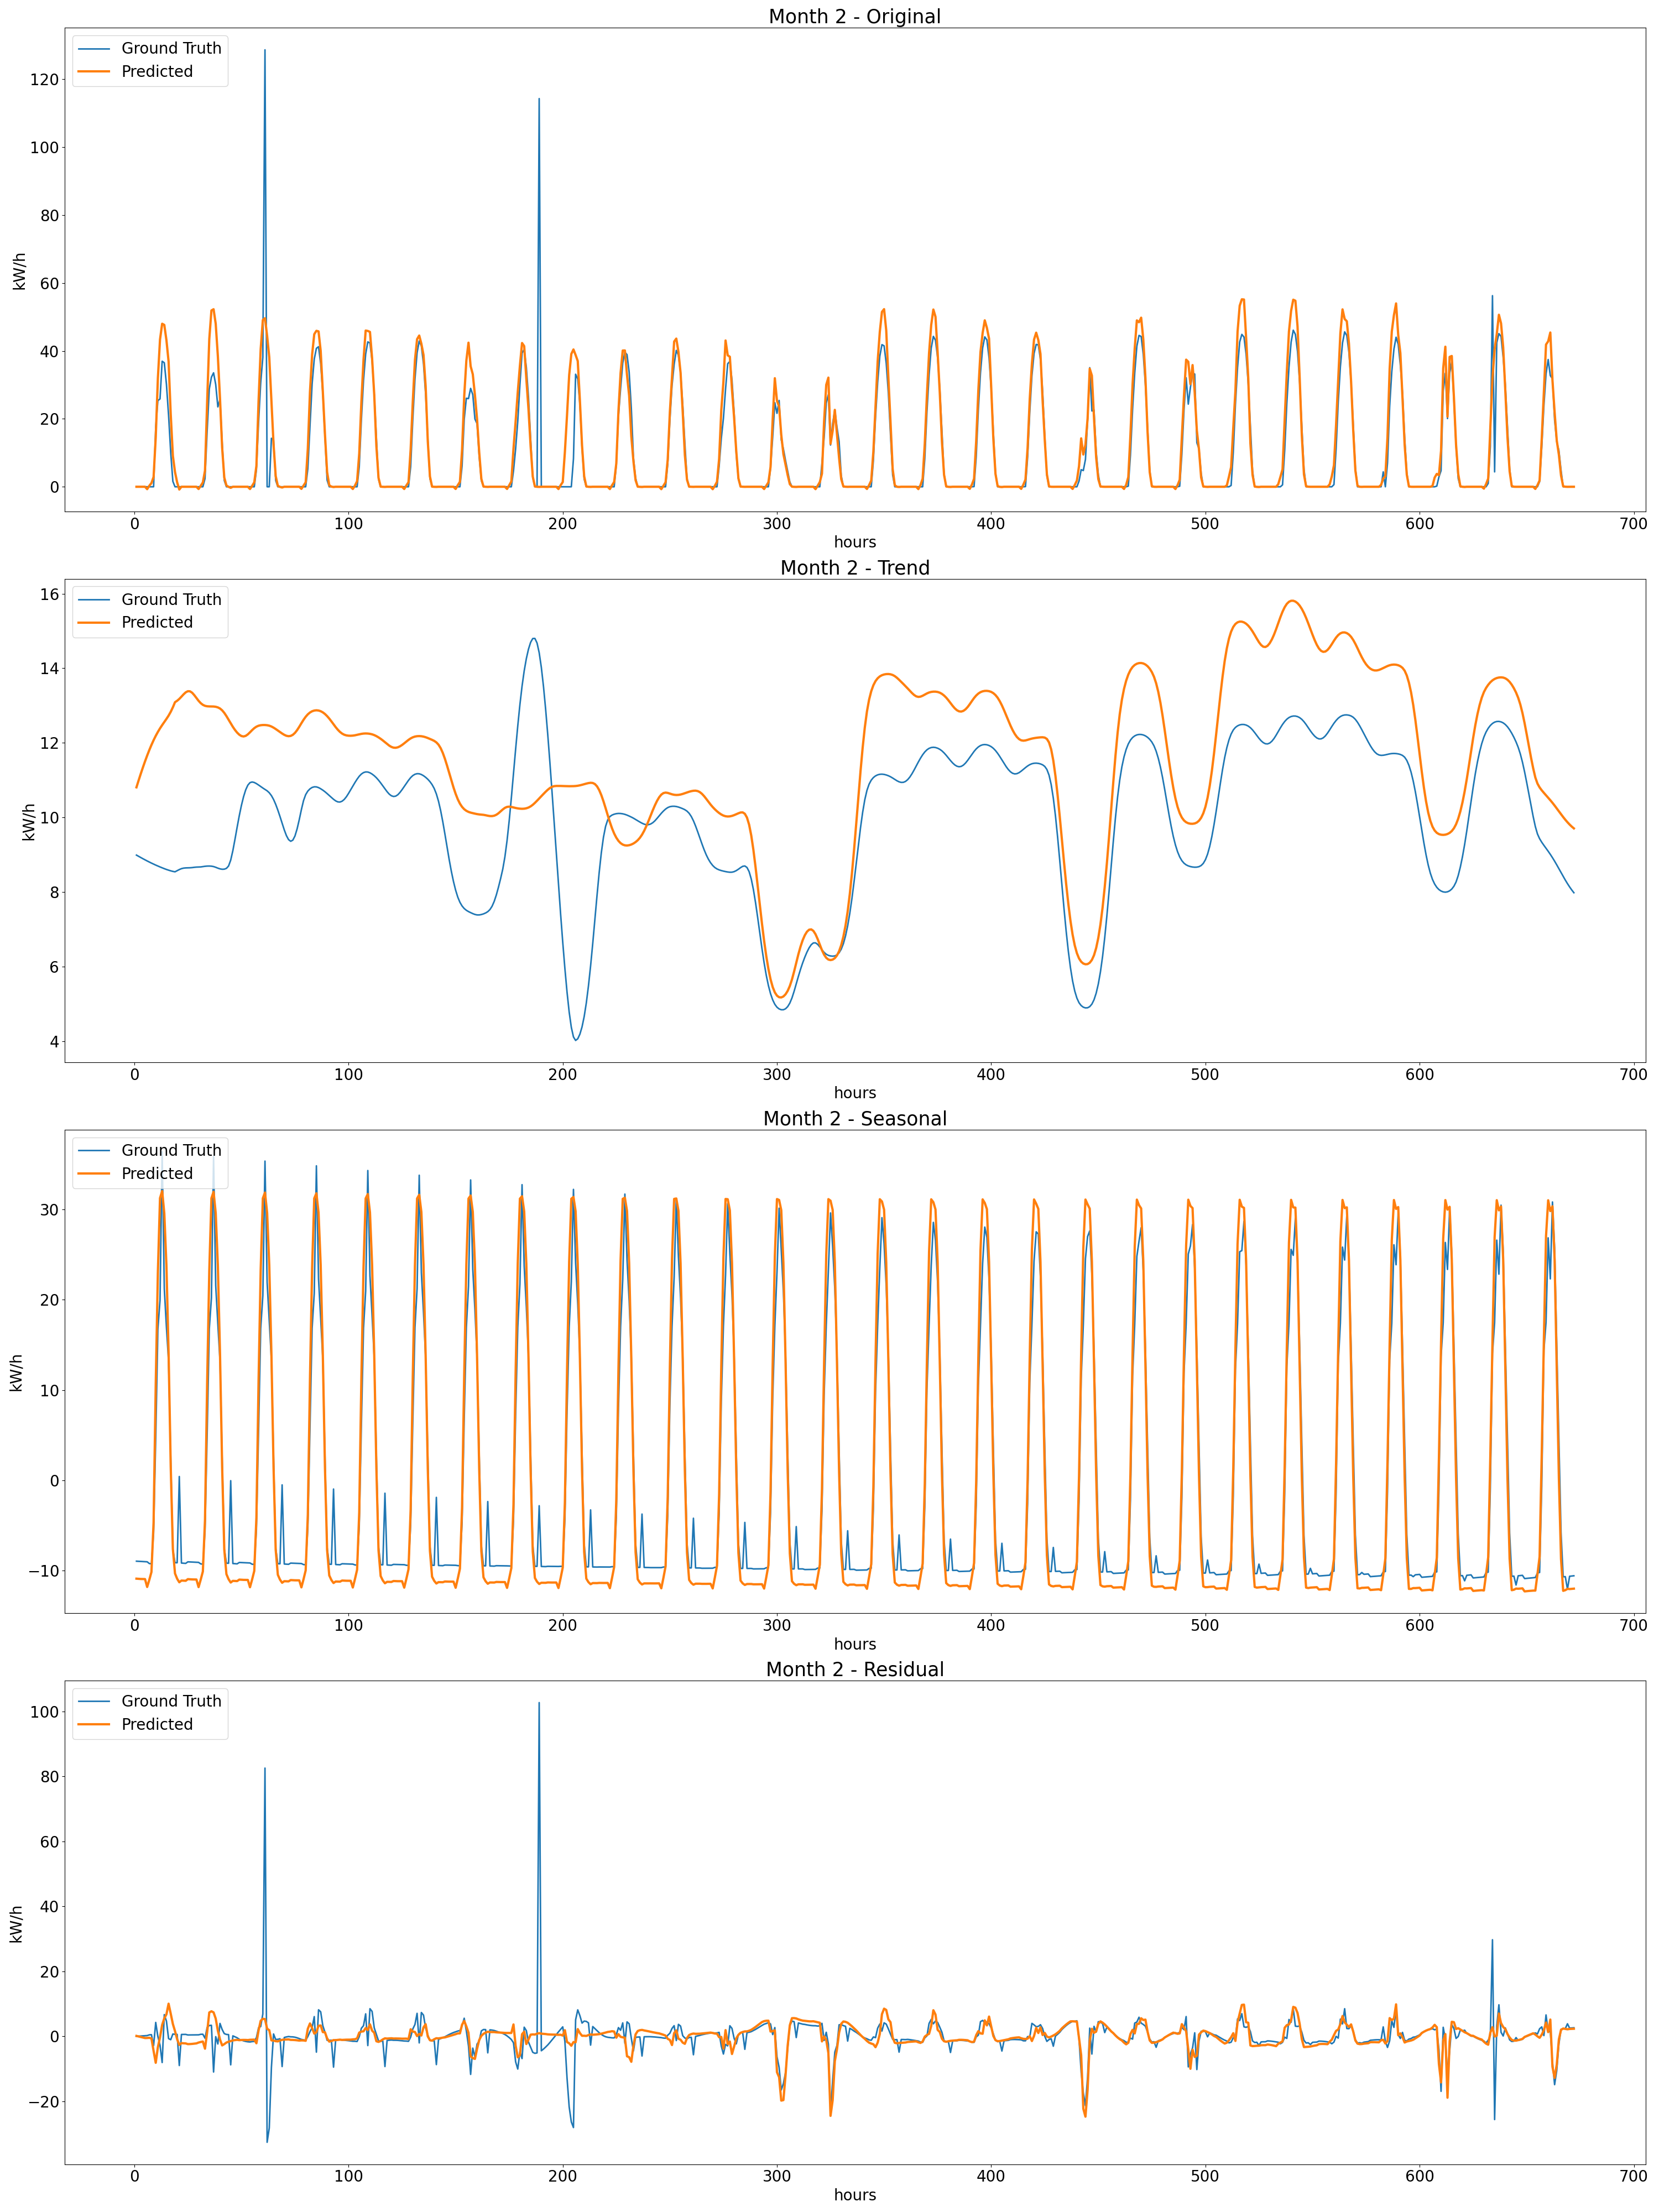 Month 2 - Original
Ground Truth
Predicted
kW/h
120
100
80
60
40
20
0
0 100 200 300 400 500 600 700
hours
Month 2 - Trend
Ground Truth
Predicted
kW/h
16
14
12
10
8
6
4
0 100 200 300 400 500 600 700
hours
Month 2 - Seasonal
Ground Truth
Predicted
kW/h
30
20
10
0
−10
0 100 200 300 400 500 600 700
hours
Month 2 - Residual
Ground Truth
Predicted
kW/h
100
80
60
40
20
0
−20
0 100 200 300 400 500 600 700
hours